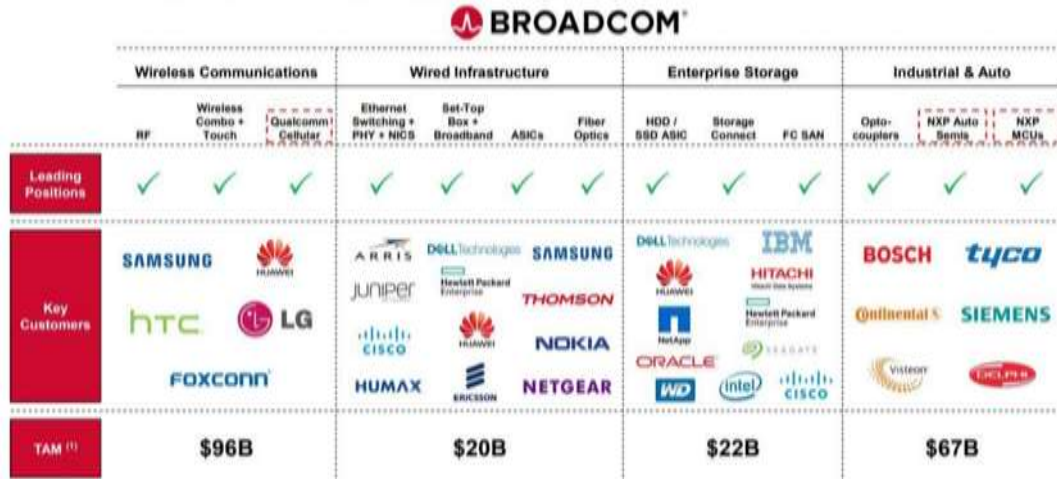 BROADCOM
Wireless Communications
Wired Infrastructure
Enterprise Storage
Industrial & Auto
RF
Wireless
Combo +
Touch
Qualcomm
Cellular
Ethernet
Switching +
PHY + NICS
Set-Top
Box +
Broadband
ASICs
Fiber
Optics
HDD /
SSD ASIC
Storage
Connect
FC SAN
Opto-
couplers
NXP Auto
Semis
NXP
MCUs
Leading
Positions
Key
Customers
SAMSUNG
HUAWEI
hTC
LG
FOXCONN
ARRIS
DELL Technologies
SAMSUNG
JUNIPER
Hewlett Packard
Enterprise
THOMSON
CISCO
HUAWEI
NOKIA
HUMAX
ERICSSON
NETGEAR
DELL Technologies
IBM
HUAWEI
HITACHI
Hitachi Data Systems
NetApp
Hewlett Packard
Enterprise
ORACLE
SEAGATE
WD
intel
CISCO
BOSCH
tyco
Continental
SIEMENS
Visteon
DELPHI
TAM (1)
$96B
$20B
$22B
$67B